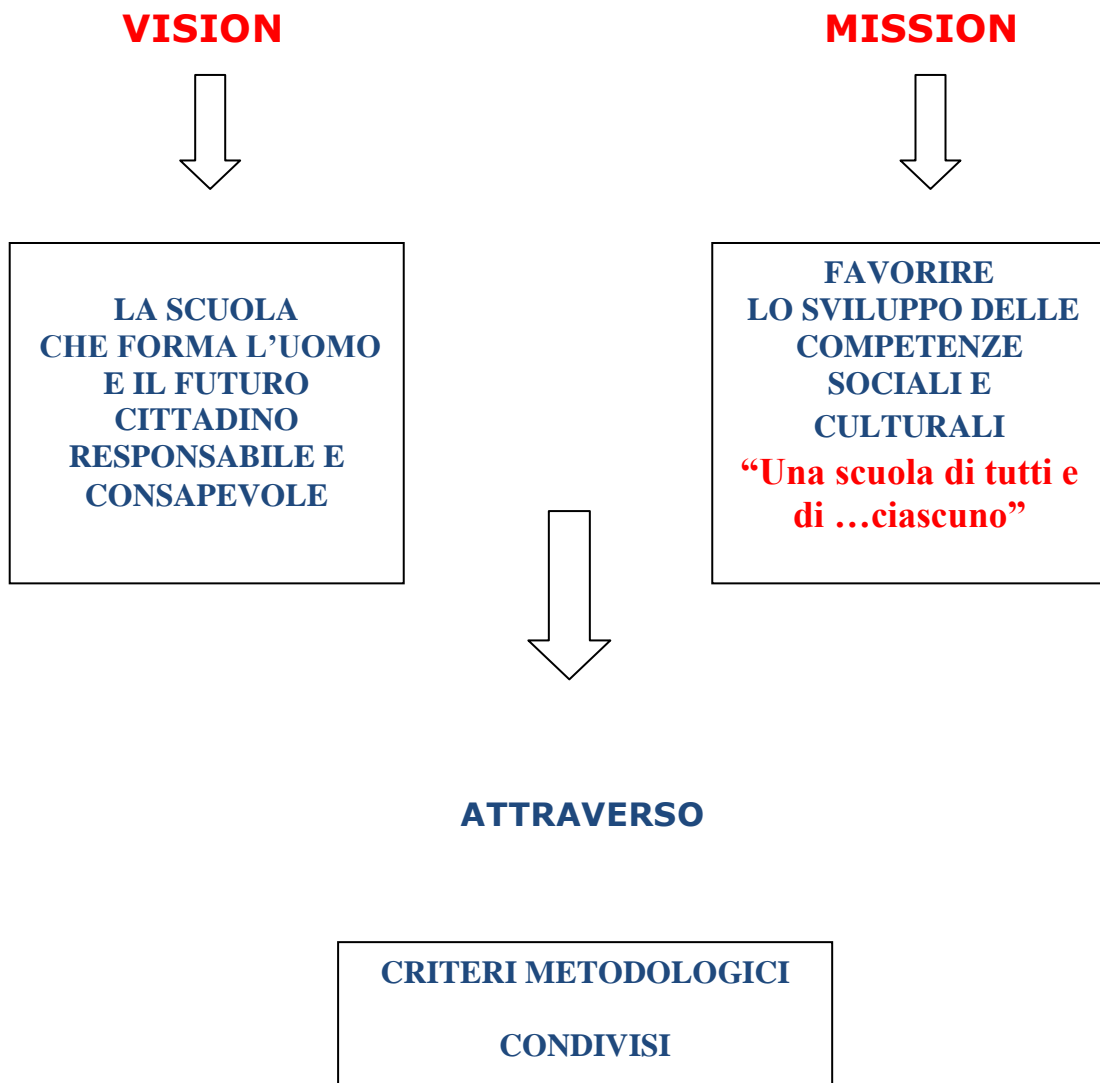 VISION
MISSION
LA SCUOLA
CHE FORMA L’UOMO
E IL FUTURO
CITTADINO
RESPONSABILE E
CONSAPEVOLE
FAVORIRE
LO SVILUPPO DELLE
COMPETENZE
SOCIALI E
CULTURALI
“Una scuola di tutti e
di …ciascuno”
ATTRAVERSO
CRITERI METODOLOGICI
CONDIVISI